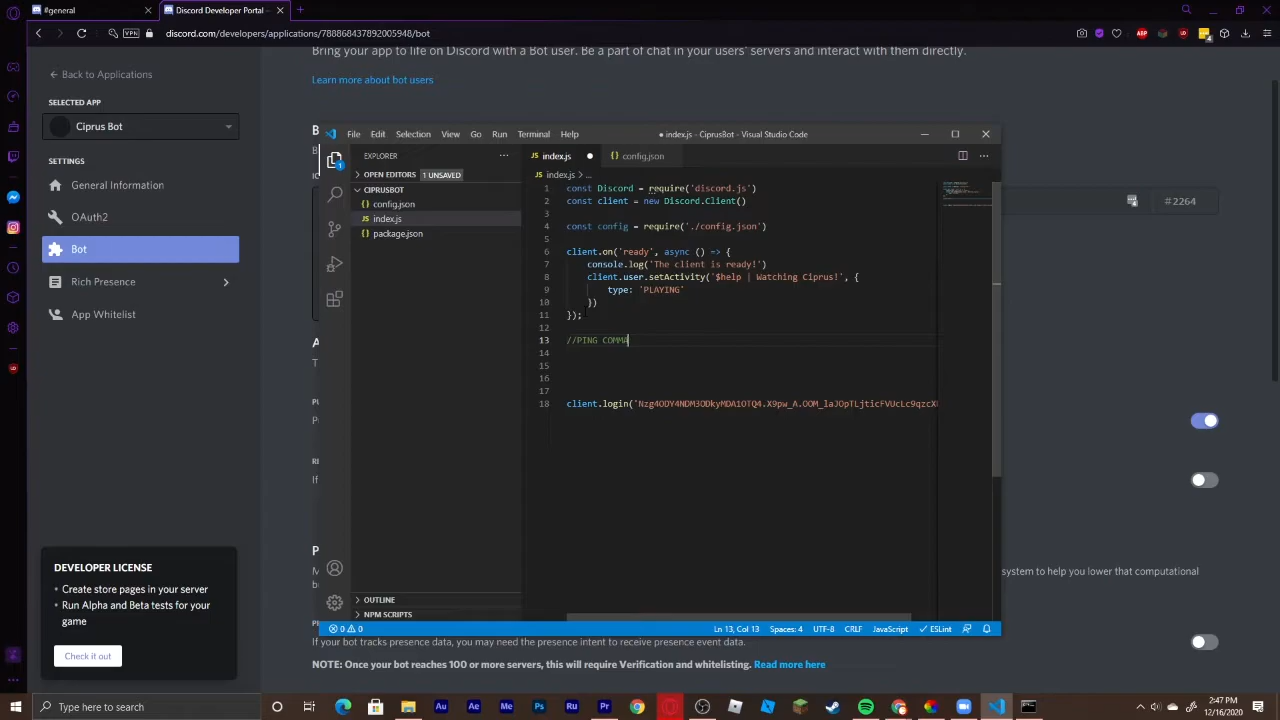 #general
Discord Developer Portal —
VPN
discord.com/developers/applications/788868437892005948/bot
Bring your app to life on Discord with a Bot user. Be a part of chat in your users' servers and interact with them directly.
Learn more about bot users
Back to Applications
SELECTED APP
Ciprus Bot
SETTINGS
General Information
OAuth2
Bot
Rich Presence
App Whitelist
DEVELOPER LICENSE
• Create store pages in your server
• Run Alpha and Beta tests for your
game
Check it out
#2264
File Edit Selection View Go Run Terminal Help
● index.js - CiprusBot - Visual Studio Code
EXPLORER
OPEN EDITORS 1 UNSAVED
CIPRUSBOT
config.json
index.js
package.json
OUTLINE
NPM SCRIPTS
JS index.js ● {} config.json
JS index.js > ...
1 const Discord = require('discord.js')
2 const client = new Discord.Client()
3
4 const config = require('./config.json')
5
6 client.on('ready', async () => {
7 console.log('The client is ready!')
8 client.user.setActivity('$help | Watching Ciprus!', {
9 type: 'PLAYING'
10 })
11 });
12
13 //PING COMMA
14
15
16
17
18 client.login('
0 0
Ln 13, Col 13 Spaces: 4 UTF-8 CRLF JavaScript ESLint
system to help you lower that computational
If your bot tracks presence data, you may need the presence intent to receive presence event data.
NOTE: Once your bot reaches 100 or more servers, this will require Verification and whitelisting. Read more here
Type here to search
2:47 PM
12/16/2020